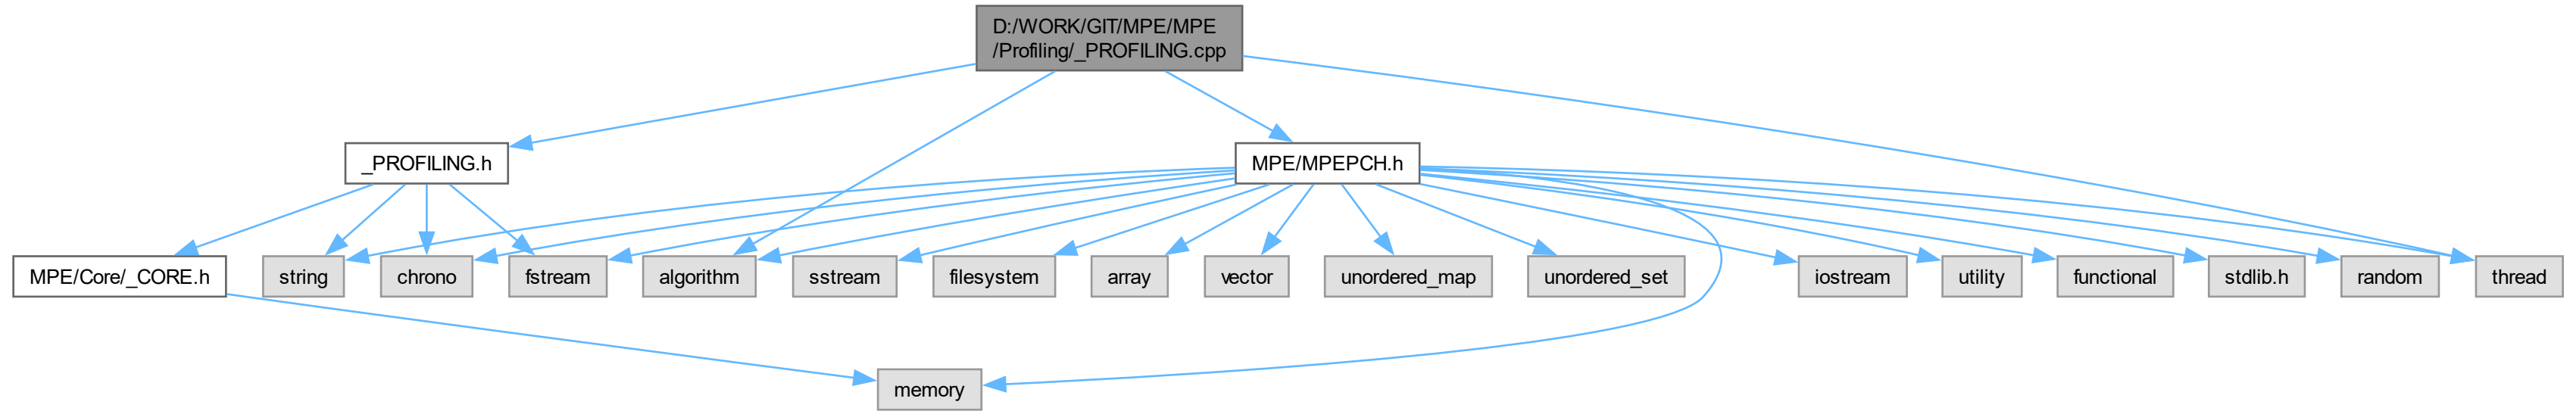 D:/WORK/GIT/MPE/MPE
/Profiling/_PROFILING.cpp
_PROFILING.h
MPE/MPEPCH.h
MPE/Core/_CORE.h
string
chrono
fstream
algorithm
sstream
filesystem
array
vector
unordered_map
unordered_set
iostream
utility
functional
stdlib.h
random
thread
memory